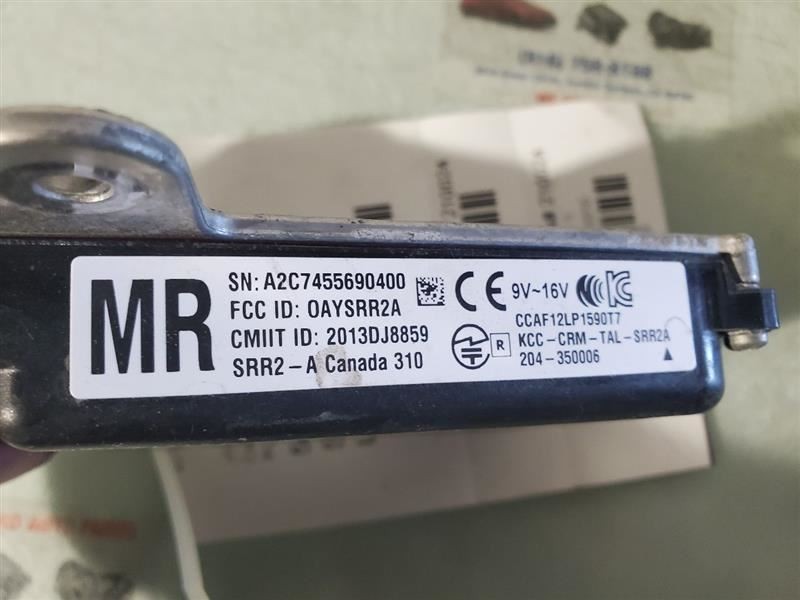 MR
SN: A2C7455690400
FCC ID: OAYSRR2A
CMIIT ID: 2013DJ8859
SRR2-A Canada 310
CE 9V~16V
CCAF12LP1590T7
R KCC-CRM-TAL-SRR2A
204-350006